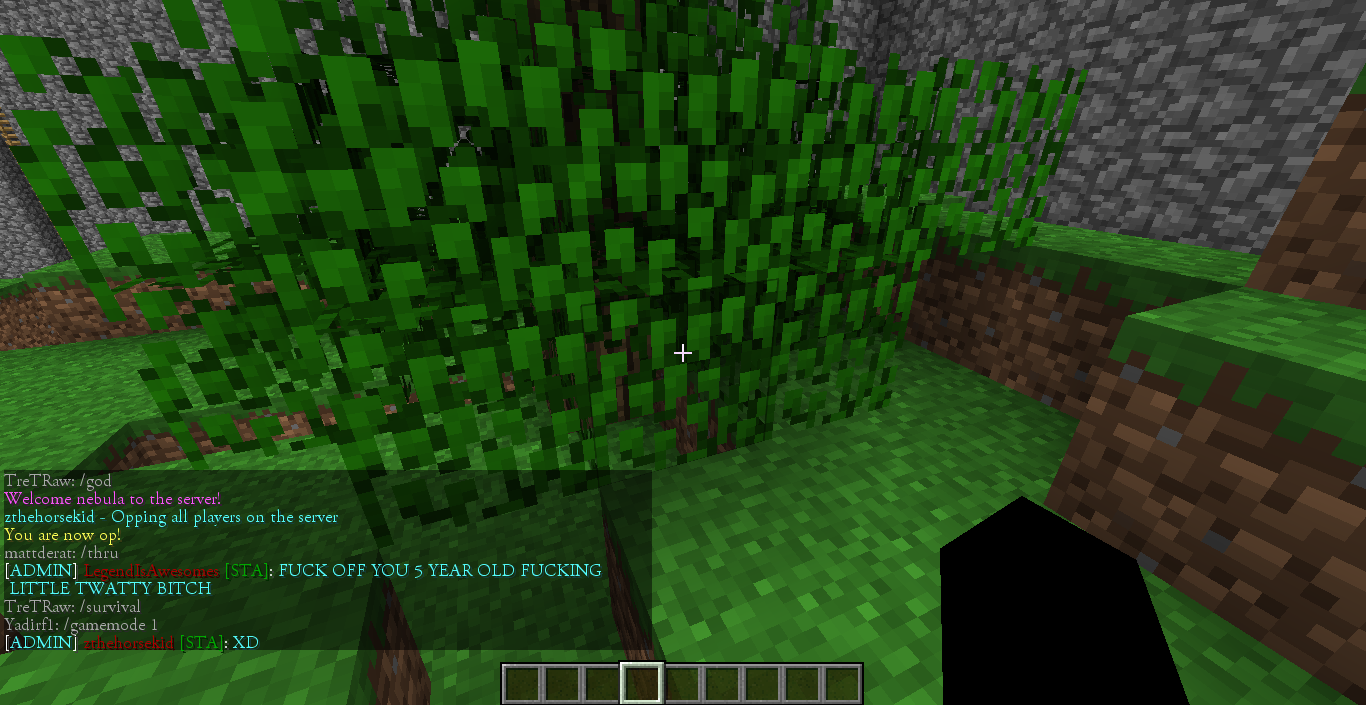 TreTRaw: /god
Welcome nebula to the server!
zthehorsekid - Opping all players on the server
You are now op!
mattderat: /thru
[ADMIN] LegendIsAwesomes [STA]: FUCK OFF YOU 5 YEAR OLD FUCKING
LITTLE TWATTY BITCH
TreTRaw: /survival
Yadirf1: /gamemode 1
[ADMIN] zthehorsekid [STA]: XD